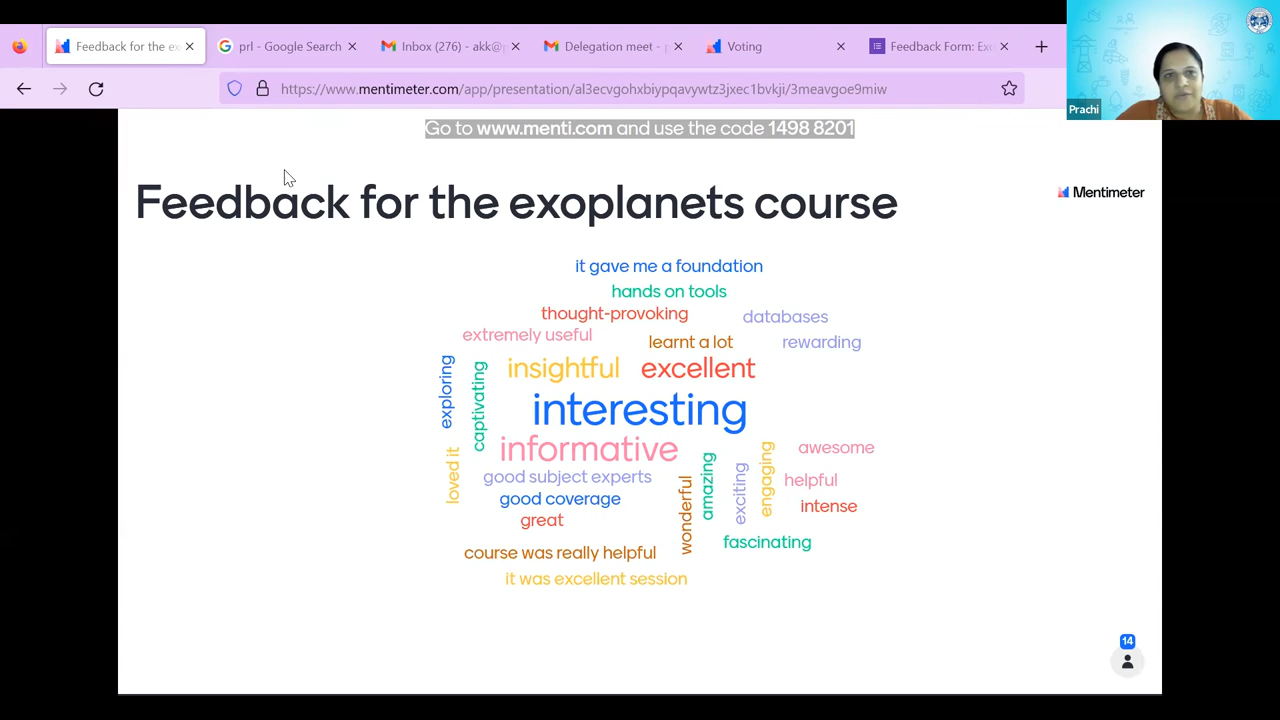 Feedback for the ex
prl - Google Search
Inbox (276) - akk@
Delegation meet -
Voting
Feedback Form: Ex
https://www.mentimeter.com/app/presentation/al3ecvgohxbiypqavywtz3jxec1bvkji/3meavgoe9miw
Prachi
Go to www.menti.com and use the code 1498 8201
Feedback for the exoplanets course
Mentimeter
it gave me a foundation
hands on tools
thought-provoking
databases
extremely useful
learnt a lot
rewarding
exploring
captivating
insightful
excellent
interesting
informative
loved it
good subject experts
good coverage
great
wonderful
amazing
exciting
engaging
awesome
helpful
intense
course was really helpful
fascinating
it was excellent session
14